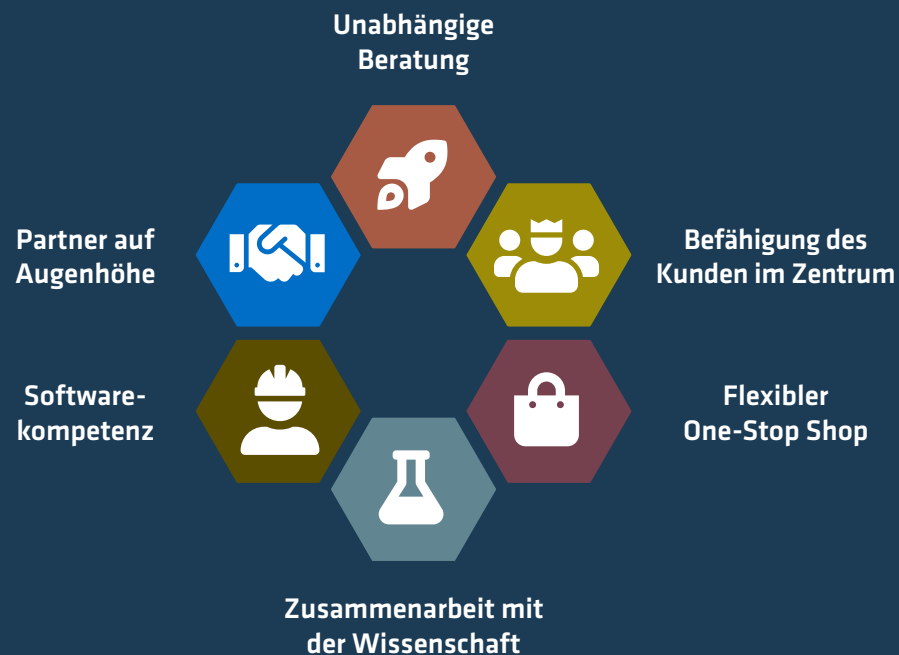 Unabhängige
Beratung
Partner auf
Augenhöhe
Befähigung des
Kunden im Zentrum
Software-
kompetenz
Flexibler
One-Stop Shop
Zusammenarbeit mit
der Wissenschaft